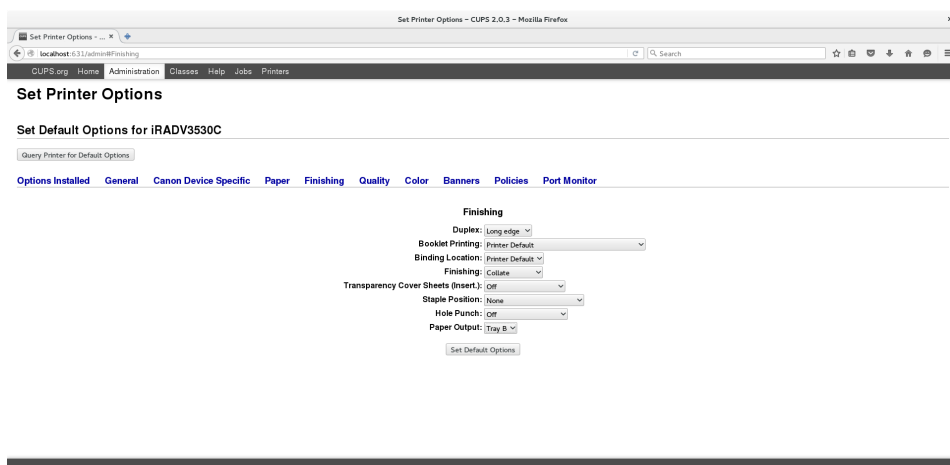 Set Printer Options - CUPS 2.0.3 - Mozilla Firefox
Set Printer Options - ...
localhost:631/admin#Finishing
Search
CUPS.org Home Administration Classes Help Jobs Printers
Set Printer Options
Set Default Options for iRADV3530C
Query Printer for Default Options
Options Installed General Canon Device Specific Paper Finishing Quality Color Banners Policies Port Monitor
Finishing
Duplex: Long edge
Booklet Printing: Printer Default
Binding Location: Printer Default
Finishing: Collate
Transparency Cover Sheets (Insert.): Off
Staple Position: None
Hole Punch: Off
Paper Output: Tray B
Set Default Options